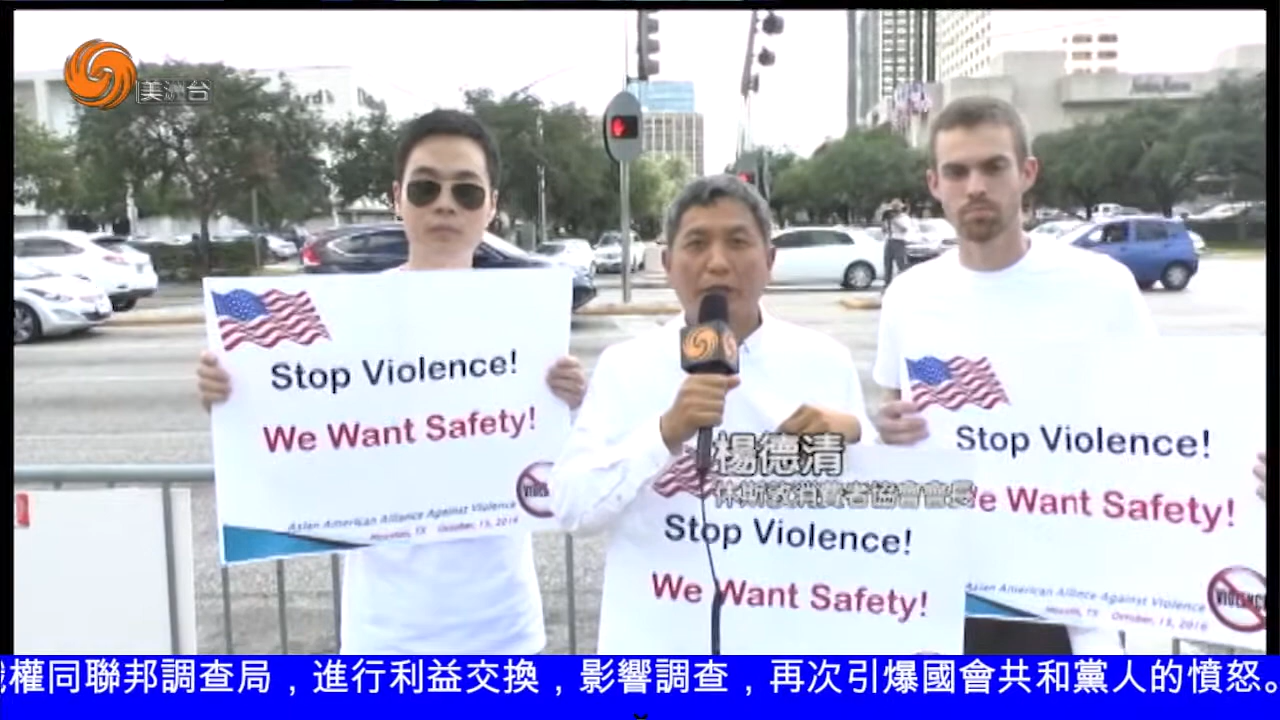 美洲台
Stop Violence!
We Want Safety!
VIOLENCE
Asian American Alliance Against Violence
Houston, TX October, 15, 2016
楊德清
休斯敦消費者協會會長
Stop Violence!
We Want Safety!
Stop Violence!
We Want Safety!
Asian American Alliance Against Violence
Houston, TX October, 15, 2016
VIOLENCE
權同聯邦調查局，進行利益交換，影響調查，再次引爆國會共和黨人的憤怒。